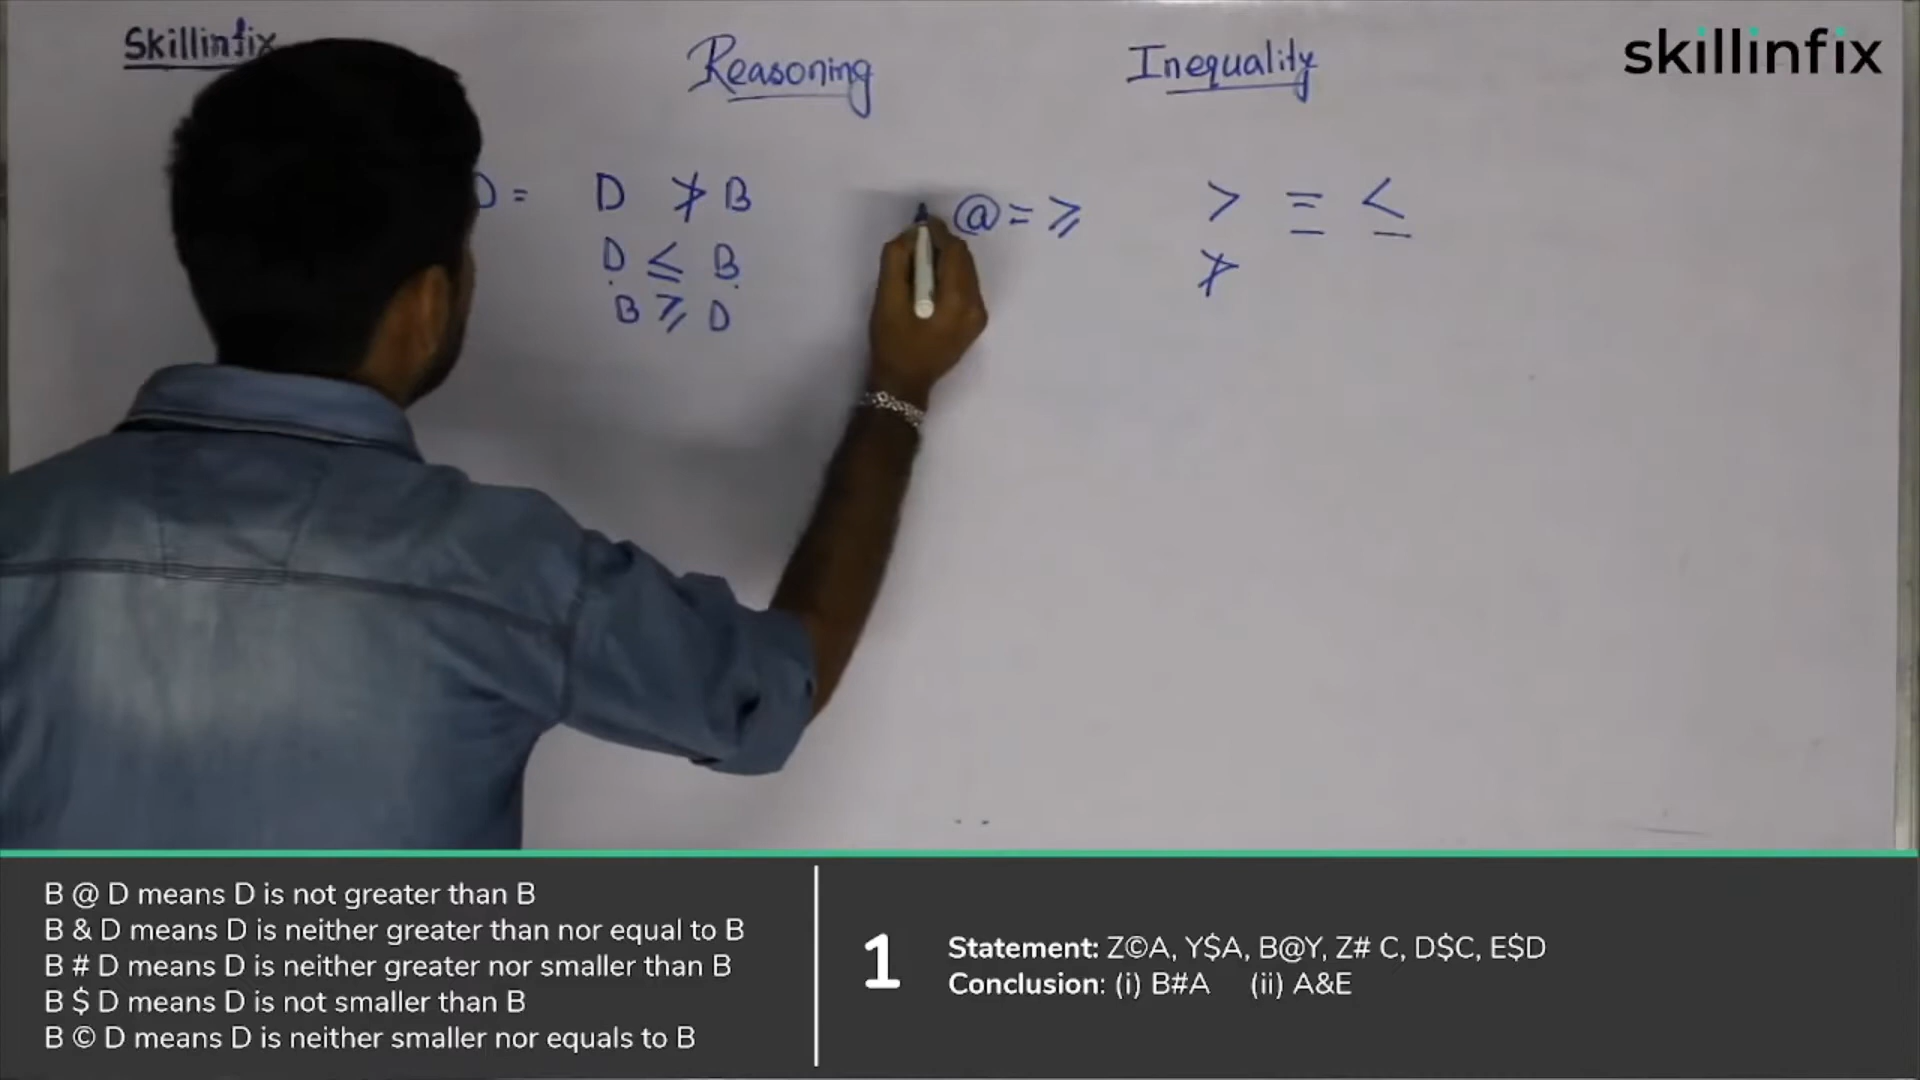 Skillinfix
Reasoning
Inequality
skillinfix
D = D ≯ B
D ≤ B
B ≥ D
@ = ≥
> = <
≯
B @ D means D is not greater than B
B & D means D is neither greater than nor equal to B
B # D means D is neither greater nor smaller than B
B $ D means D is not smaller than B
B © D means D is neither smaller nor equals to B
1
Statement: Z©A, Y$A, B@Y, Z# C, D$C, E$D
Conclusion: (i) B#A (ii) A&E